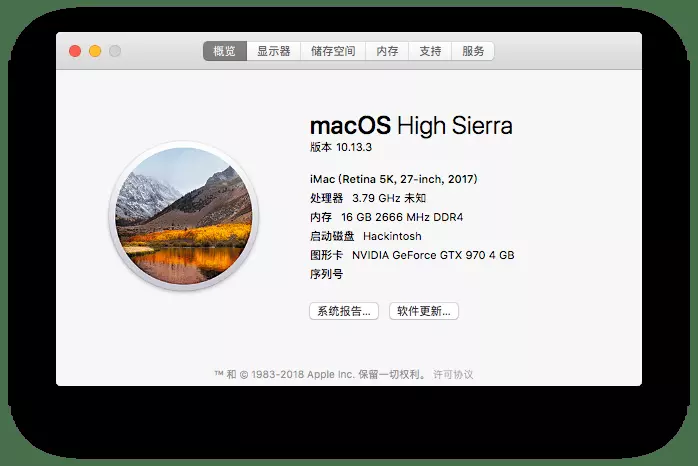 概览 显示器 储存空间 内存 支持 服务
macOS High Sierra
版本 10.13.3
iMac (Retina 5K, 27-inch, 2017)
处理器 3.79 GHz 未知
内存 16 GB 2666 MHz DDR4
启动磁盘 Hackintosh
图形卡 NVIDIA GeForce GTX 970 4 GB
序列号
系统报告... 软件更新...
™ 和 © 1983-2018 Apple Inc. 保留一切权利。 许可协议